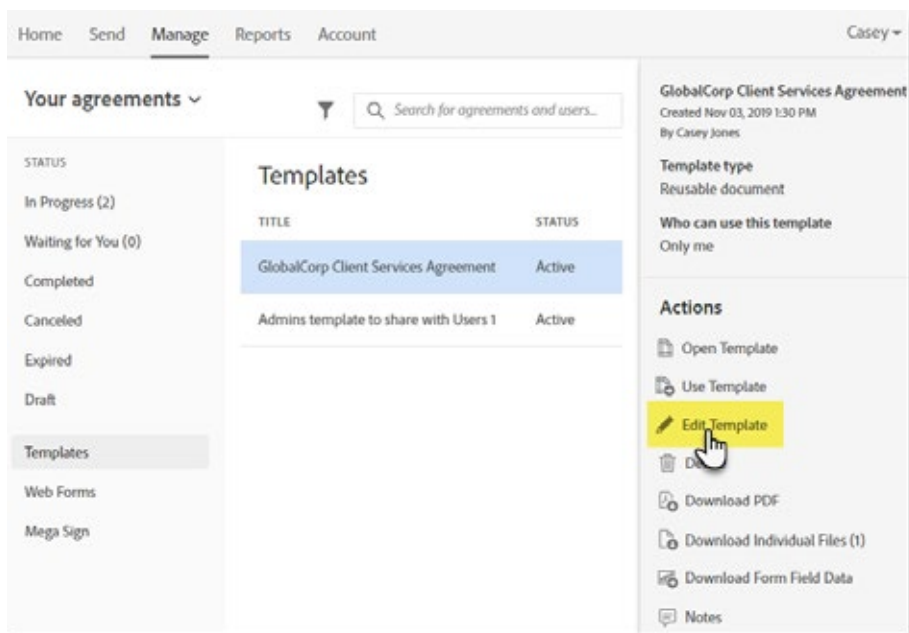 Home Send Manage Reports Account Casey
Your agreements
Search for agreements and users...
STATUS
In Progress (2)
Waiting for You (0)
Completed
Canceled
Expired
Draft
Templates
Web Forms
Mega Sign
Templates
TITLE STATUS
GlobalCorp Client Services Agreement Active
Admins template to share with Users 1 Active
GlobalCorp Client Services Agreement
Created Nov 03, 2019 1:30 PM
By Casey Jones
Template type
Reusable document
Who can use this template
Only me
Actions
Open Template
Use Template
Edit Template
Download PDF
Download Individual Files (1)
Download Form Field Data
Notes